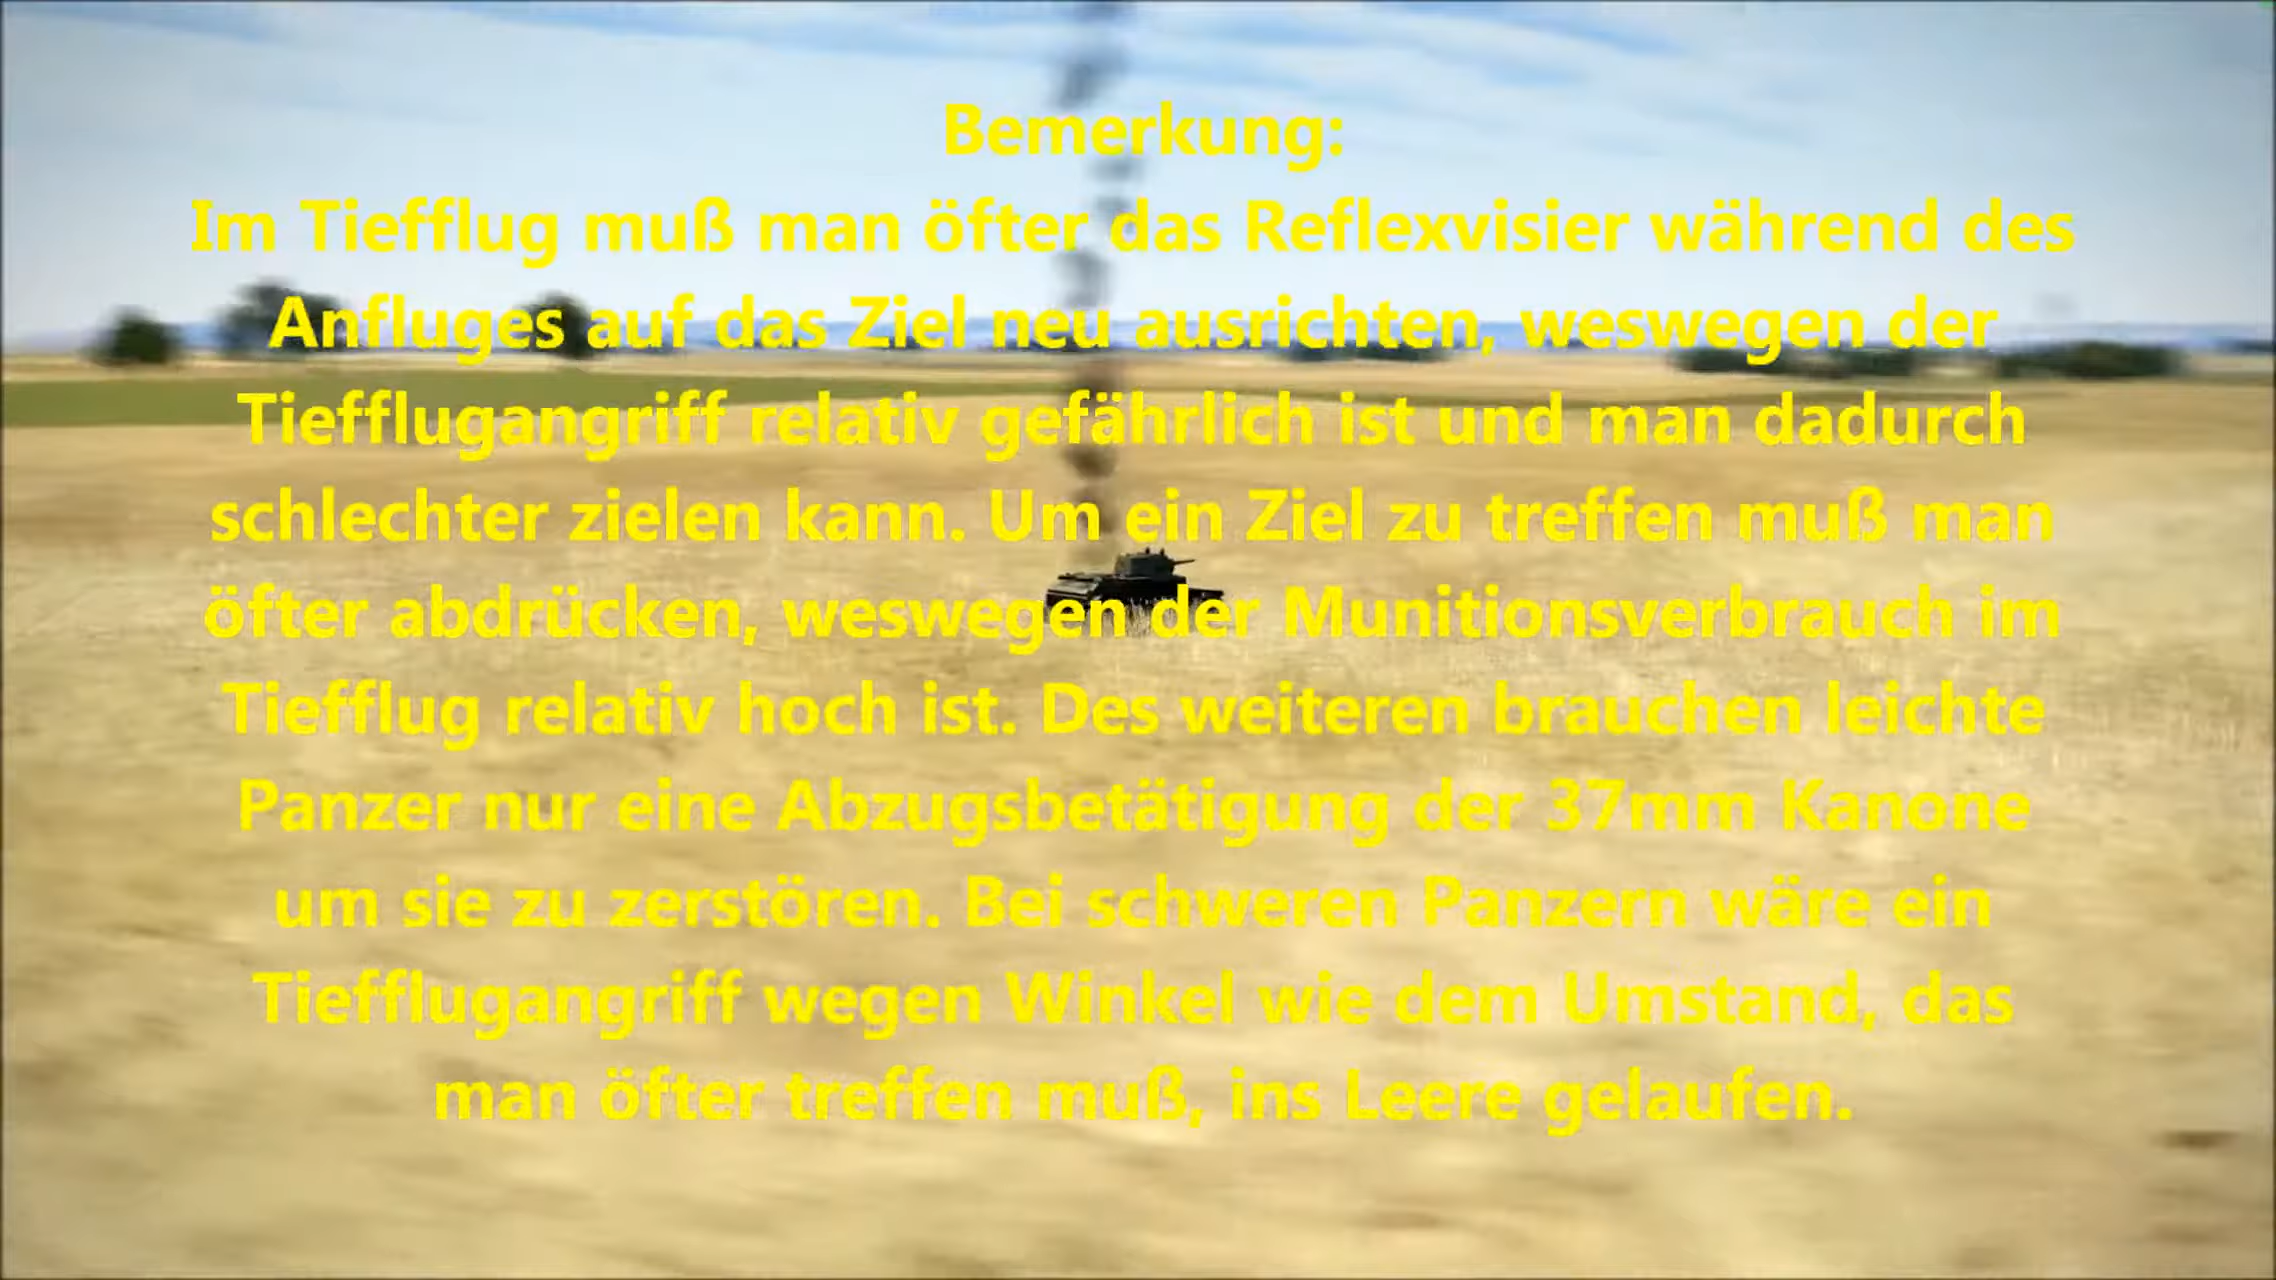 Bemerkung:
Im Tiefflug muß man öfter das Reflexvisier während des
Anfluges auf das Ziel neu ausrichten, weswegen der
Tiefflugangriff relativ gefährlich ist und man dadurch
schlechter zielen kann. Um ein Ziel zu treffen muß man
öfter abdrücken, weswegen der Munitionsverbrauch im
Tiefflug relativ hoch ist. Des weiteren brauchen leichte
Panzer nur eine Abzugsbetätigung der 37mm Kanone
um sie zu zerstören. Bei schweren Panzern wäre ein
Tiefflugangriff wegen Winkel wie dem Umstand, das
man öfter treffen muß, ins Leere gelaufen.